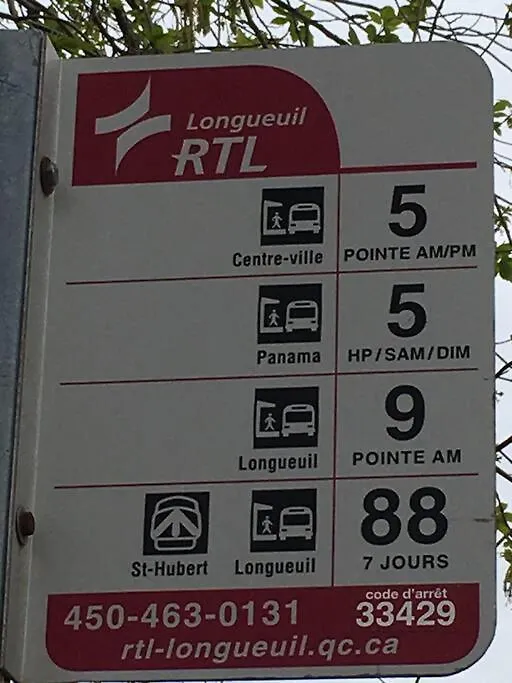 Longueuil
RTL
Centre-ville
5
POINTE AM/PM
Panama
5
HP/SAM/DIM
Longueuil
9
POINTE AM
St-Hubert
Longueuil
88
7 JOURS
450-463-0131
code d'arrêt
33429
rtl-longueuil.qc.ca